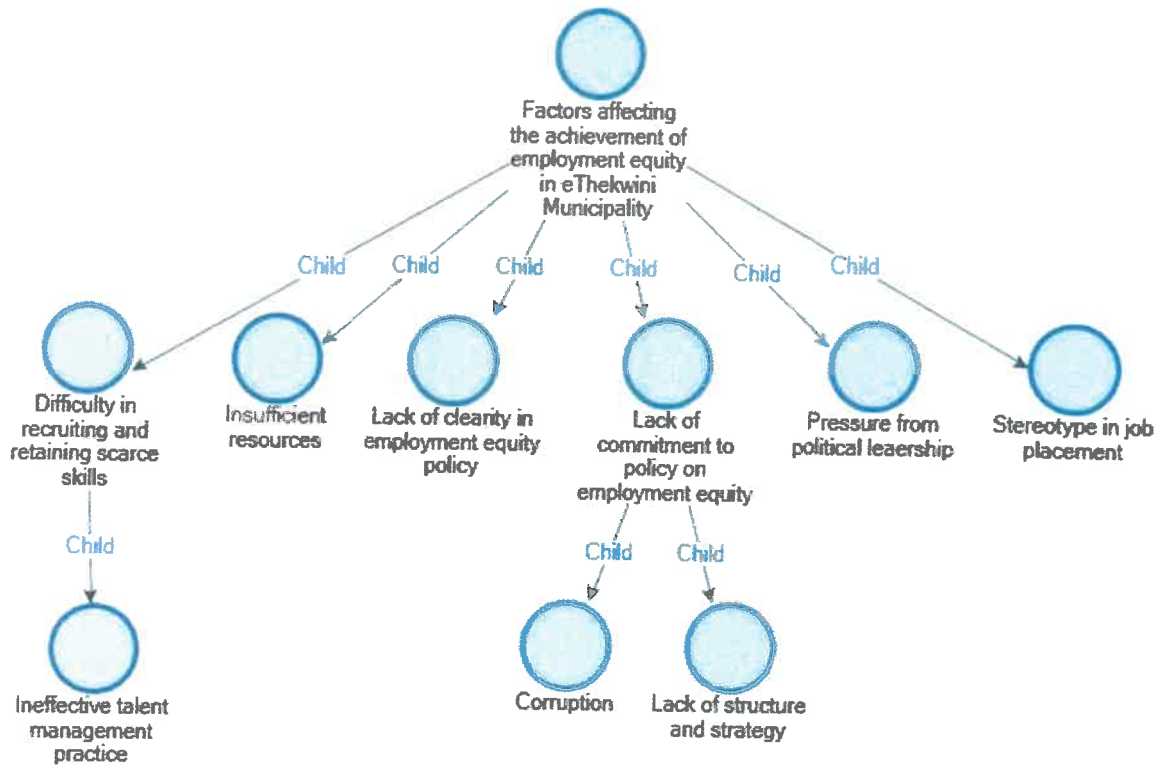 Factors affecting
the achievement of
employment equity
in eThekwini
Municipality
Child
Child
Child
Child
Child
Child
Difficulty in
recruiting and
retaining scarce
skills
Insufficient
resources
Lack of clearity in
employment equity
policy
Lack of
commitment to
policy on
employment equity
Pressure from
political leaership
Stereotype in job
placement
Child
Child
Child
Ineffective talent
management
practice
Corruption
Lack of structure
and strategy